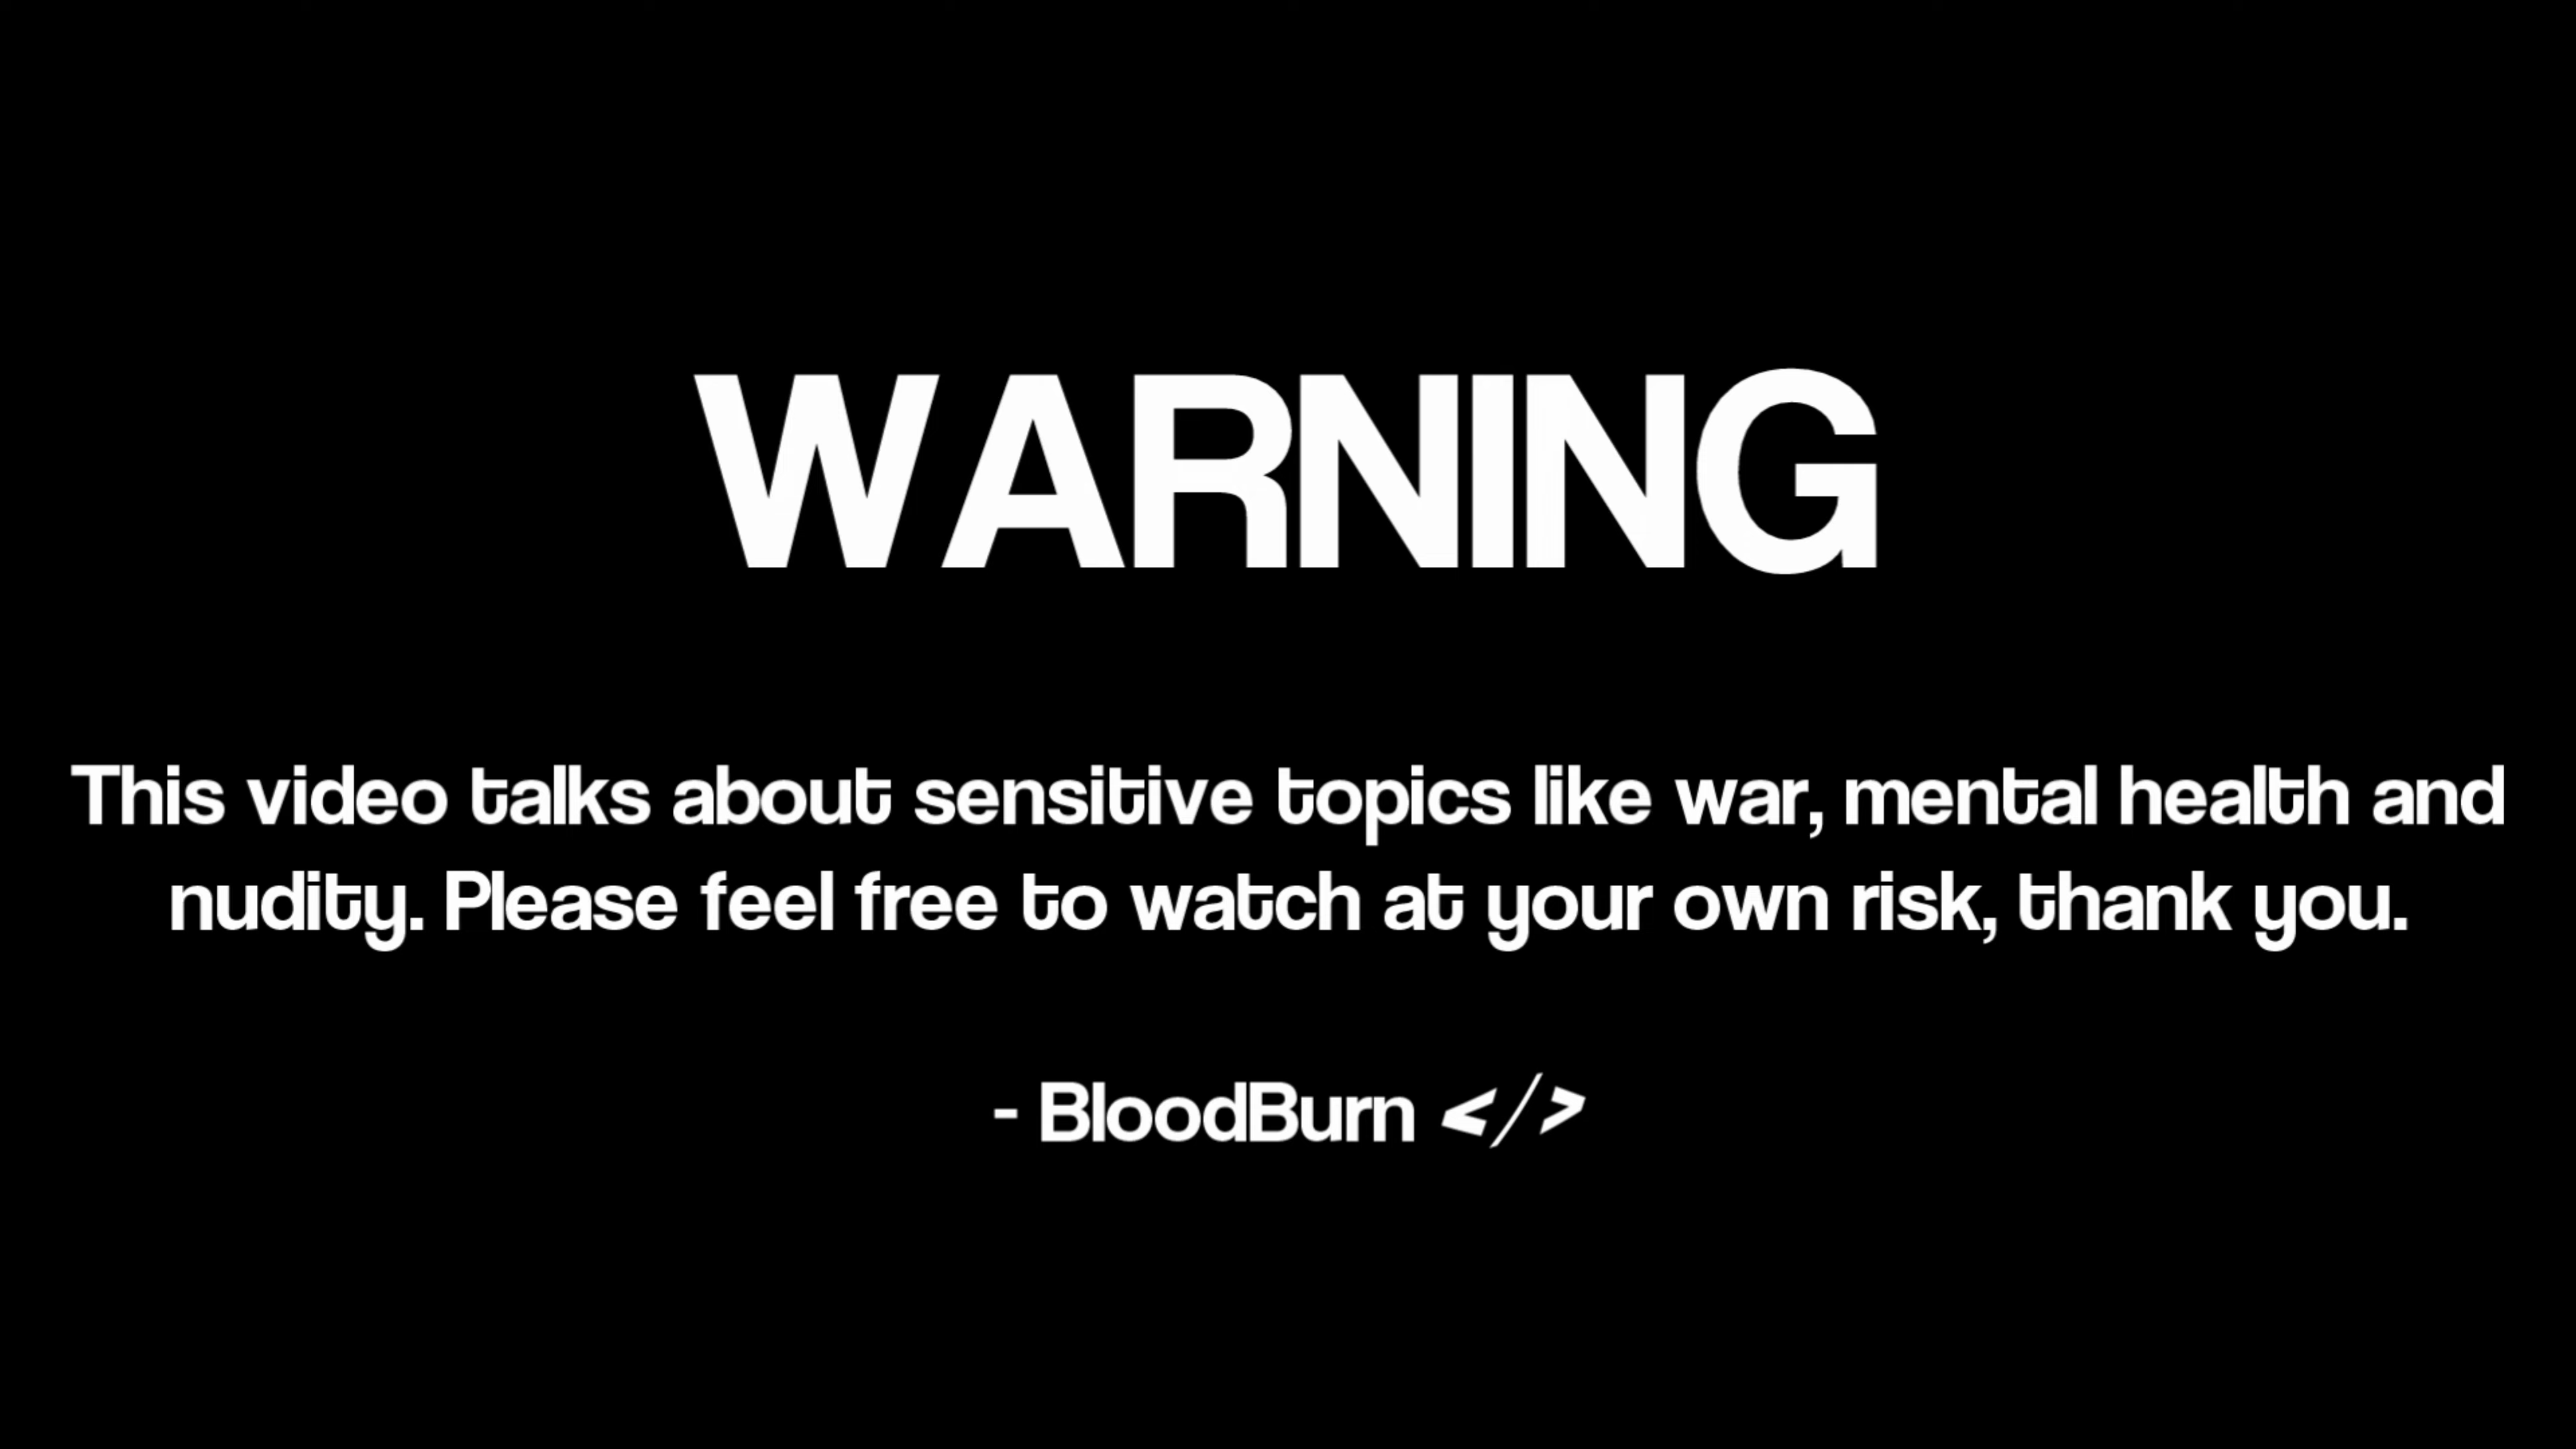 WARNING
This video talks about sensitive topics like war, mental health and
nudity. Please feel free to watch at your own risk, thank you.
- BloodBurn </>